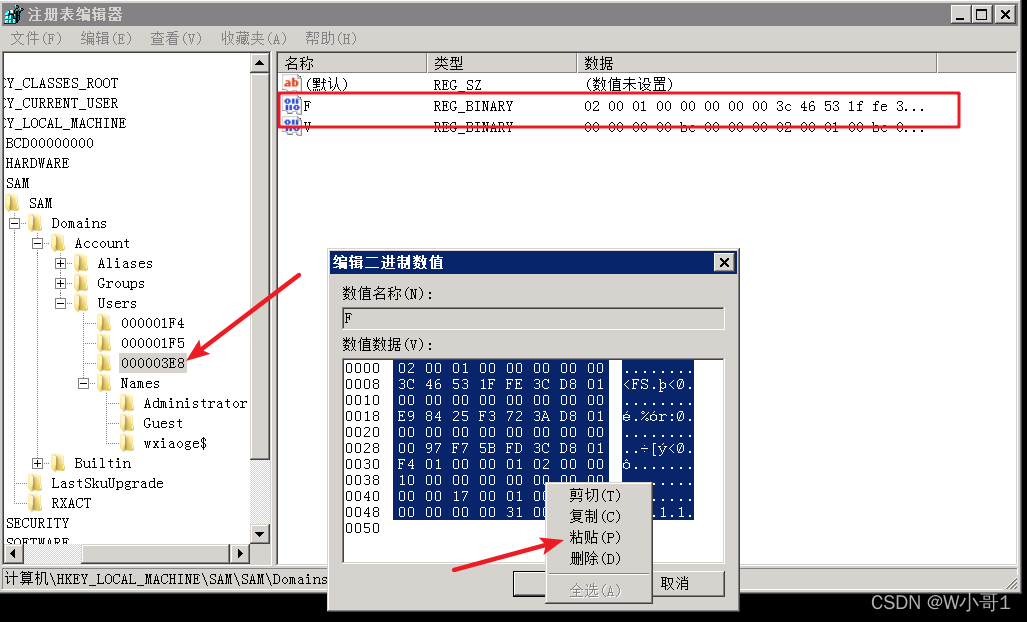 注册表编辑器
文件(F) 编辑(E) 查看(V) 收藏夹(A) 帮助(H)
Y_CLASSES_ROOT
Y_CURRENT_USER
Y_LOCAL_MACHINE
BCD00000000
HARDWARE
SAM
SAM
Domains
Account
Aliases
Groups
Users
000001F4
000001F5
000003E8
Names
Administrator
Guest
wxiaoge$
Builtin
LastSkuUpgrade
RXACT
SECURITY
SOFTWARE
名称 类型 数据
ab (默认) REG_SZ (数值未设置)
F REG_BINARY 02 00 01 00 00 00 00 00 3c 46 53 1f fe 3...
V REG_BINARY 00 00 00 00 bc 00 00 00 02 00 01 00 bc 0...
编辑二进制数值
数值名称(N):
F
数值数据(V):
0000 02 00 01 00 00 00 00 00 ........
0008 3C 46 53 1F FE 3C D8 01 <FS.þ<Ø.
0010 00 00 00 00 00 00 00 00 ........
0018 E9 84 25 F3 72 3A D8 01 é.%ór:Ø.
0020 00 00 00 00 00 00 00 00 ........
0028 00 97 F7 5B FD 3C D8 01 ..÷[ý<Ø.
0030 F4 01 00 00 01 02 00 00 ô.......
0038 10 00 00 00 00 00 00 00
0040 00 00 17 00 01 00
0048 00 00 00 00 31 00 .1.1.
0050
剪切(T)
复制(C)
粘贴(P)
删除(D)
全选(A)
取消
计算机\HKEY_LOCAL_MACHINE\SAM\SAM\Domains
CSDN @W小哥1